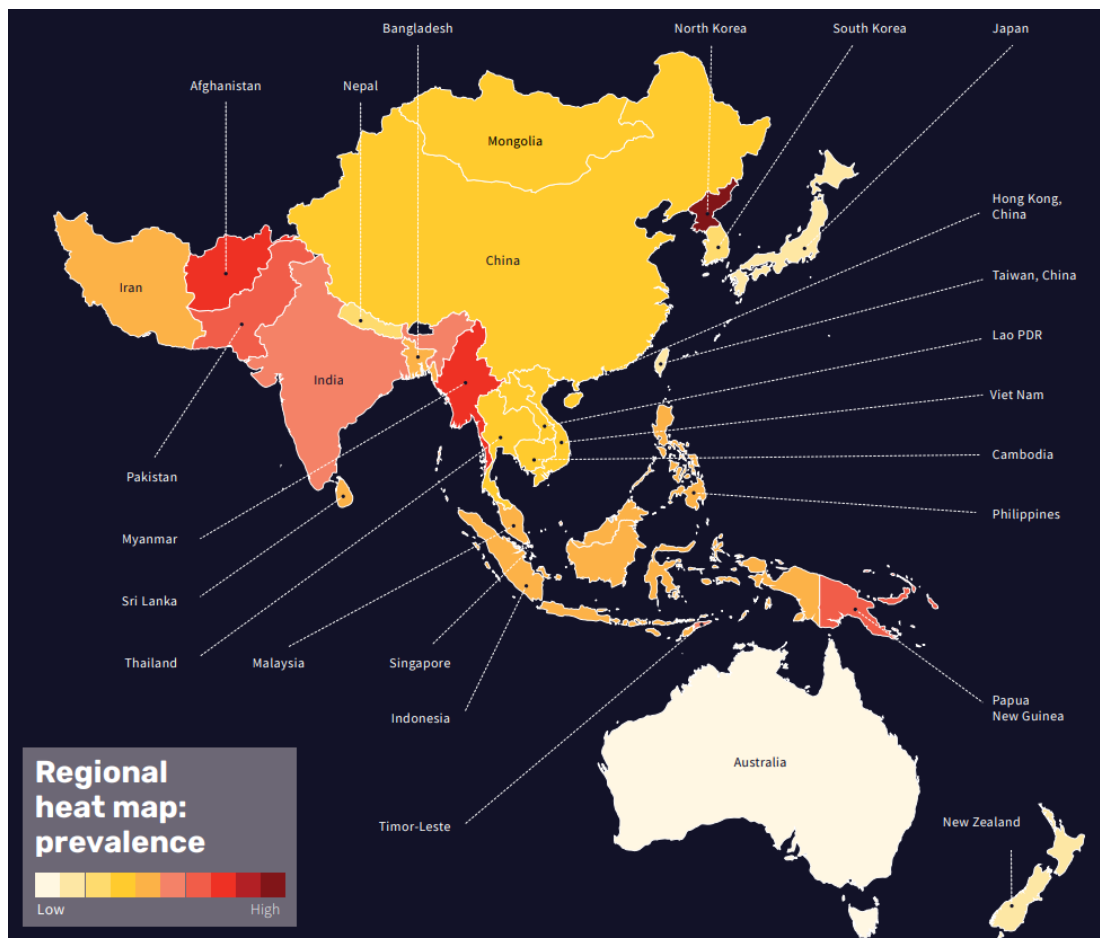 Bangladesh
North Korea
South Korea
Japan
Afghanistan
Nepal
Mongolia
Hong Kong,
China
China
Taiwan, China
Iran
Lao PDR
India
Viet Nam
Cambodia
Pakistan
Philippines
Myanmar
Sri Lanka
Thailand
Malaysia
Singapore
Indonesia
Papua
New Guinea
Australia
Timor-Leste
New Zealand
Regional
heat map:
prevalence
Low
High